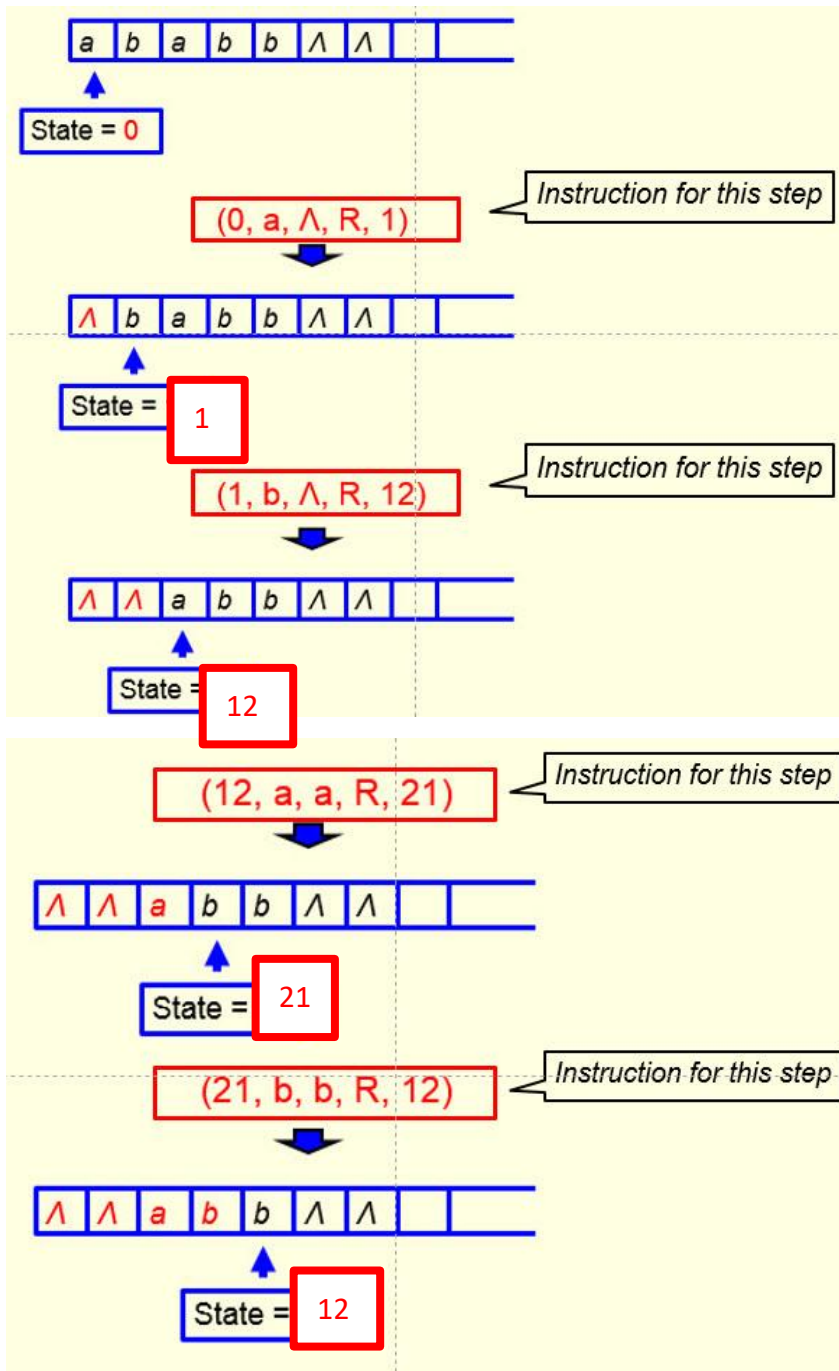 a b a b b Λ Λ
State = 0
Instruction for this step
(0, a, Λ, R, 1)
Λ b a b b Λ Λ
State = 1
Instruction for this step
(1, b, Λ, R, 12)
Λ Λ a b b Λ Λ
State = 12
Instruction for this step
(12, a, a, R, 21)
Λ Λ a b b Λ Λ
State = 21
Instruction for this step
(21, b, b, R, 12)
Λ Λ a b b Λ Λ
State = 12